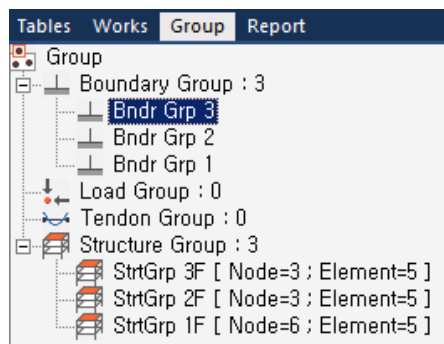 Tables Works Group Report
Group
Boundary Group : 3
Bndr Grp 3
Bndr Grp 2
Bndr Grp 1
Load Group : 0
Tendon Group : 0
Structure Group : 3
StrtGrp 3F [ Node=3 ; Element=5 ]
StrtGrp 2F [ Node=3 ; Element=5 ]
StrtGrp 1F [ Node=6 ; Element=5 ]